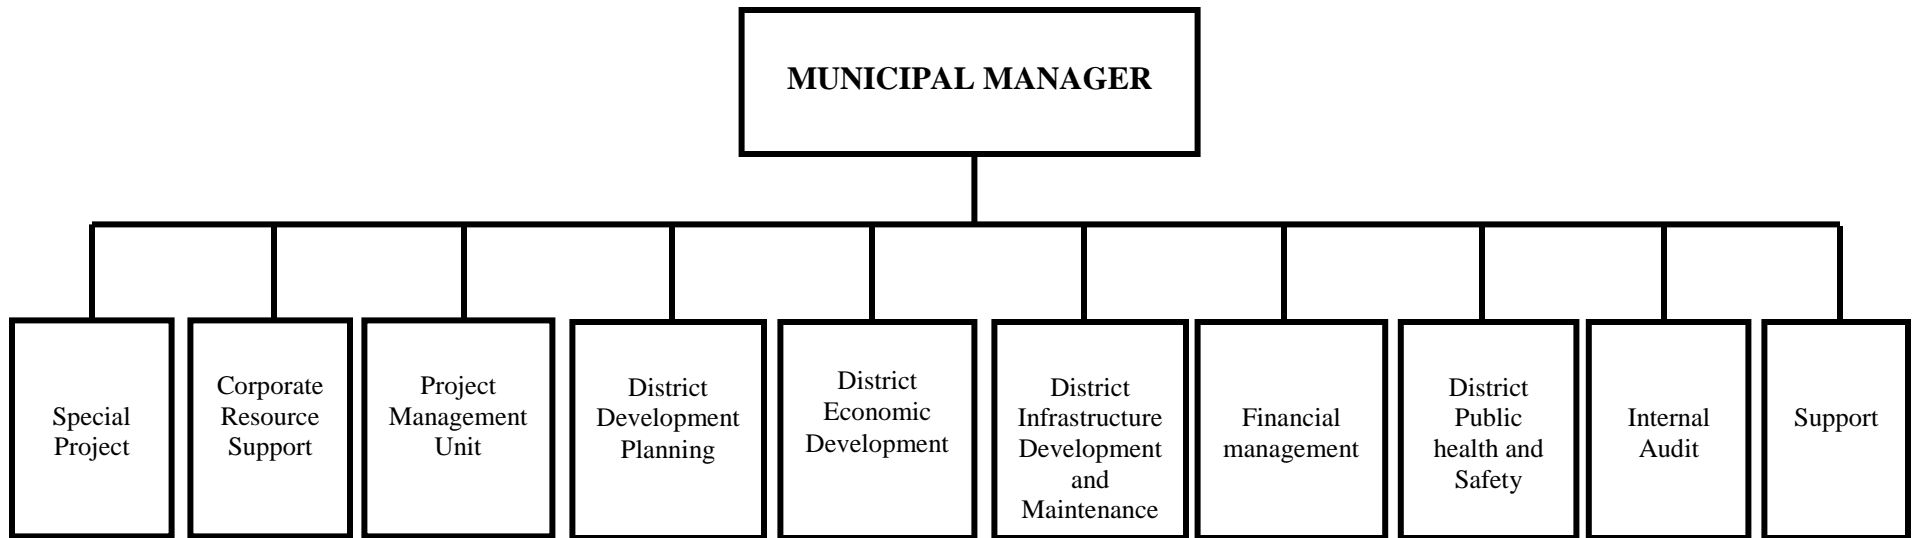 MUNICIPAL MANAGER
Special
Project
Corporate
Resource
Support
Project
Management
Unit
District
Development
Planning
District
Economic
Development
District
Infrastructure
Development
and
Maintenance
Financial
management
District
Public
health and
Safety
Internal
Audit
Support